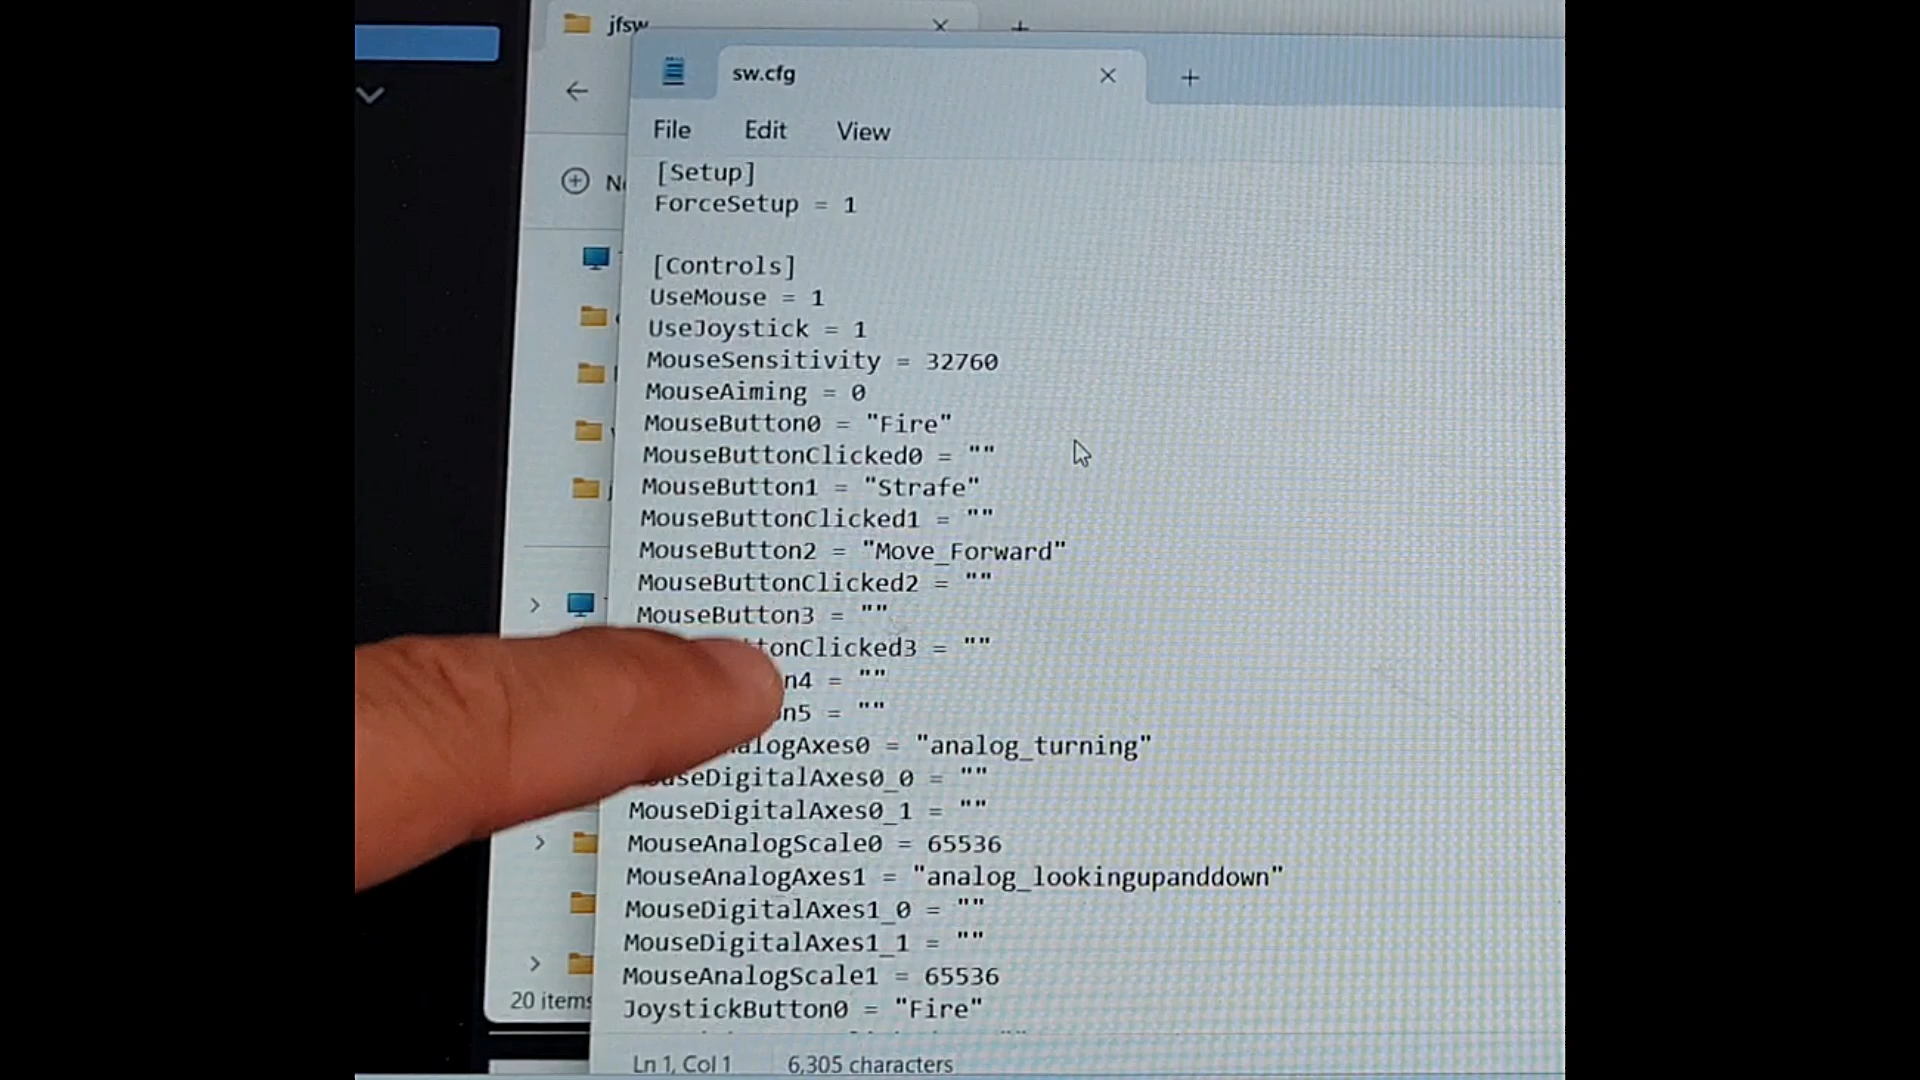 jfsw
sw.cfg
File Edit View
[Setup]
ForceSetup = 1
[Controls]
UseMouse = 1
UseJoystick = 1
MouseSensitivity = 32760
MouseAiming = 0
MouseButton0 = "Fire"
MouseButtonClicked0 = ""
MouseButton1 = "Strafe"
MouseButtonClicked1 = ""
MouseButton2 = "Move_Forward"
MouseButtonClicked2 = ""
MouseButton3 = ""
tonClicked3 = ""
n4 = ""
n5 = ""
alogAxes0 = "analog_turning"
useDigitalAxes0_0 = ""
MouseDigitalAxes0_1 = ""
MouseAnalogScale0 = 65536
MouseAnalogAxes1 = "analog_lookingupanddown"
MouseDigitalAxes1_0 = ""
MouseDigitalAxes1_1 = ""
MouseAnalogScale1 = 65536
JoystickButton0 = "Fire"
20 items
Ln 1, Col 1 6,305 characters